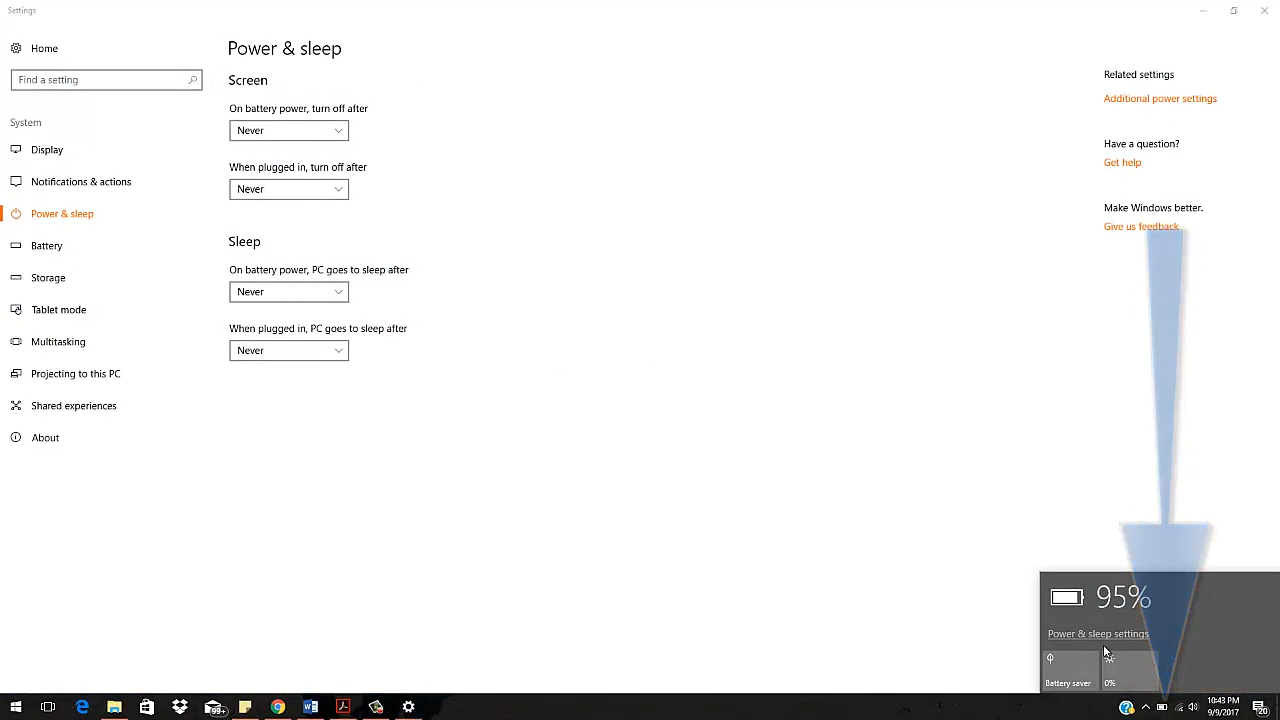 Settings
Home
Find a setting
System
Display
Notifications & actions
Power & sleep
Battery
Storage
Tablet mode
Multitasking
Projecting to this PC
Shared experiences
About
Power & sleep
Screen
On battery power, turn off after
Never
When plugged in, turn off after
Never
Sleep
On battery power, PC goes to sleep after
Never
When plugged in, PC goes to sleep after
Never
Related settings
Additional power settings
Have a question?
Get help
Make Windows better.
Give us feedback
95%
Power & sleep settings
Battery saver
0%
99+
10:43 PM
9/9/2017
20